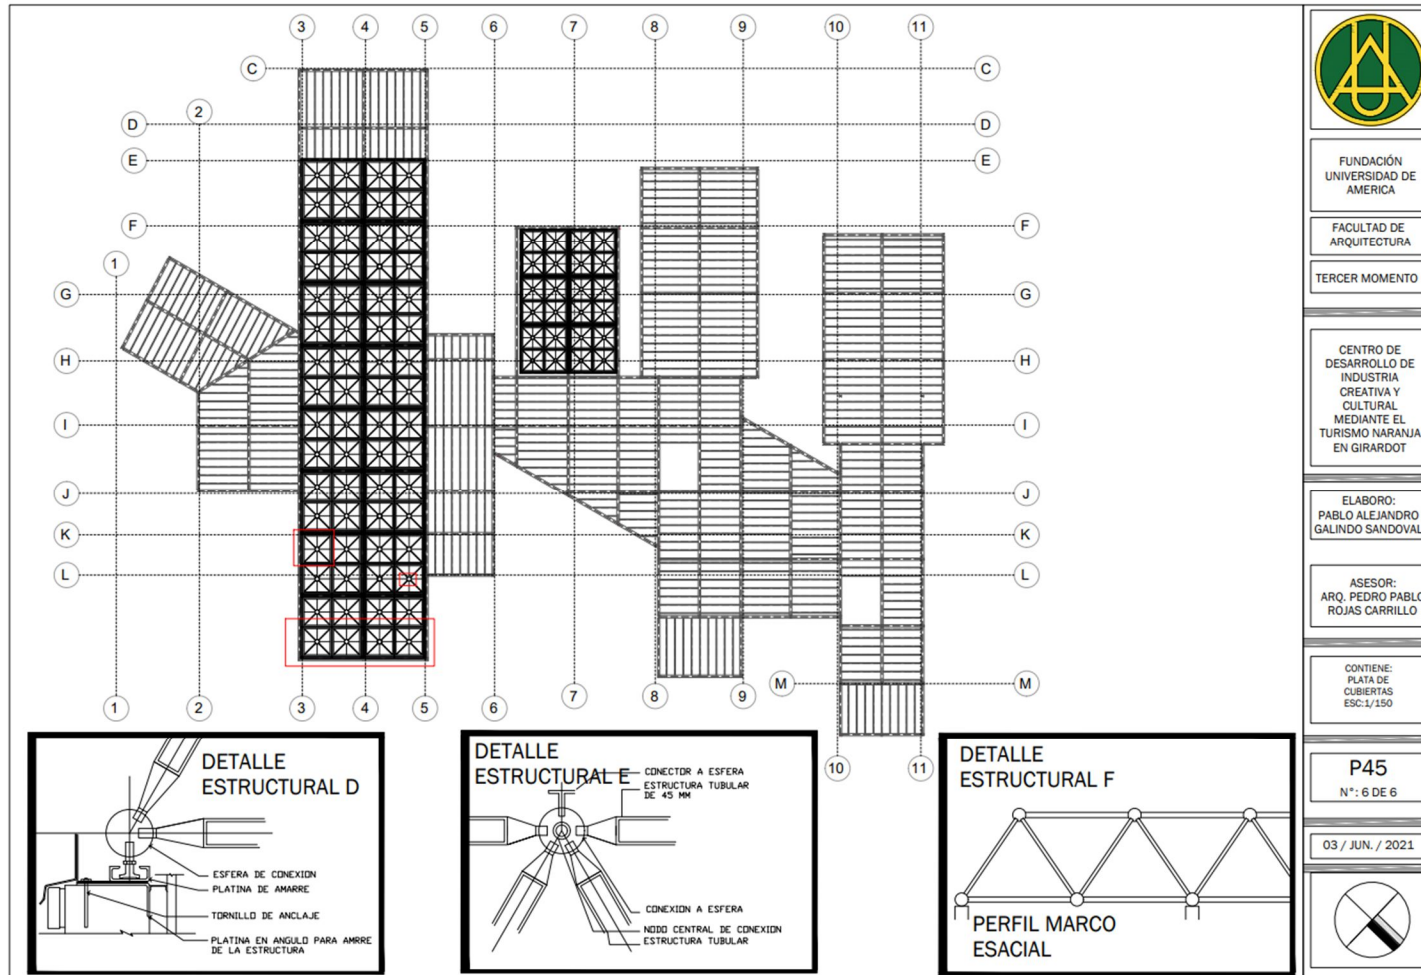 3 4 5 6 7 8 9 10 11
C C
2
D D
E E
F F
1
G G
H H
I I
J J
K K
L L
M M
1 2 3 4 5 6 7 8 9
10 11
DETALLE
ESTRUCTURAL D
ESFERA DE CONEXION
PLATINA DE AMARRE
TORNILLO DE ANCLAJE
PLATINA EN ANGULO PARA AMRRE
DE LA ESTRUCTURA
DETALLE
ESTRUCTURAL E
CONECTOR A ESFERA
ESTRUCTURA TUBULAR
DE 45 MM
CONEXION A ESFERA
NODO CENTRAL DE CONEXION
ESTRUCTURA TUBULAR
DETALLE
ESTRUCTURAL F
PERFIL MARCO
ESACIAL
FUNDACIÓN
UNIVERSIDAD DE
AMERICA
FACULTAD DE
ARQUITECTURA
TERCER MOMENTO
CENTRO DE
DESARROLLO DE
INDUSTRIA
CREATIVA Y
CULTURAL
MEDIANTE EL
TURISMO NARANJA
EN GIRARDOT
ELABORO:
PABLO ALEJANDRO
GALINDO SANDOVAL
ASESOR:
ARQ. PEDRO PABLO
ROJAS CARRILLO
CONTIENE:
PLATA DE
CUBIERTAS
ESC:1/150
P45
N°: 6 DE 6
03 / JUN. / 2021